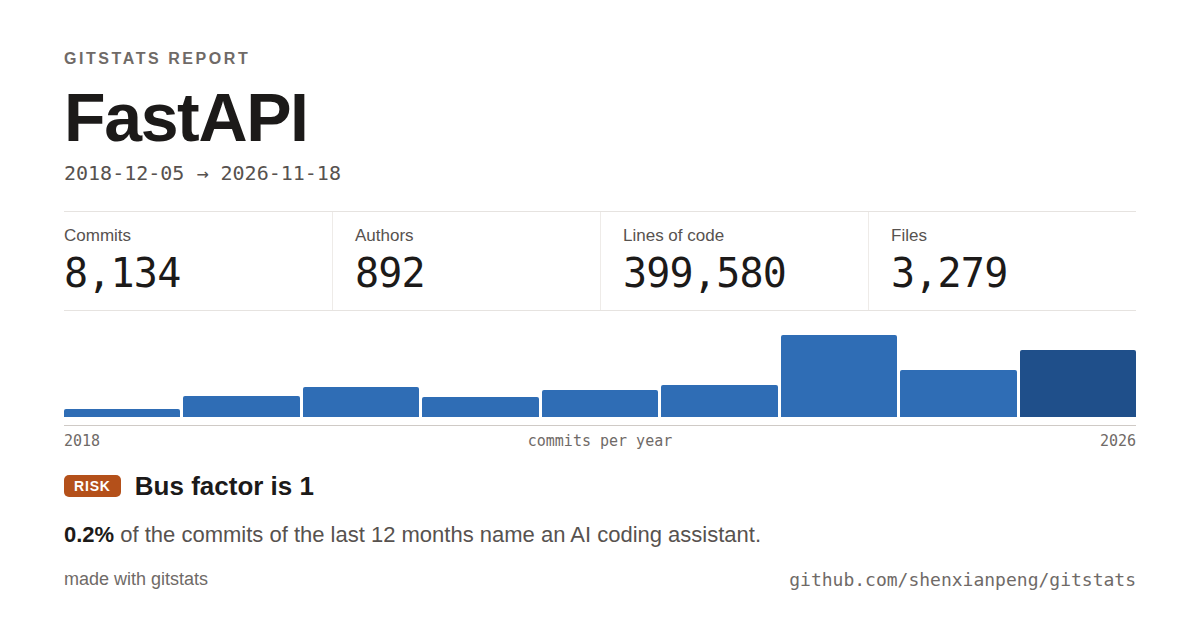 GITSTATS REPORT
FastAPI
2018-12-05 → 2026-11-18
Commits
8,134
Authors
892
Lines of code
399,580
Files
3,279
2018
commits per year
2026
RISK Bus factor is 1
0.2% of the commits of the last 12 months name an AI coding assistant.
made with gitstats
github.com/shenxianpeng/gitstats